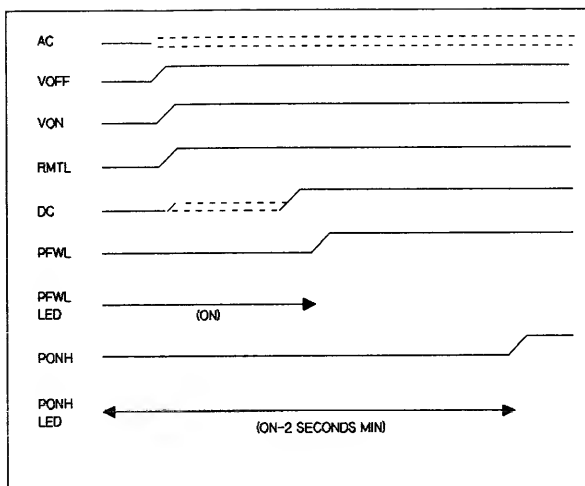 AC
VOFF
VON
RMTL
DC
PFWL
PFWL
LED
(ON)
PONH
PONH
LED
(ON-2 SECONDS MIN)